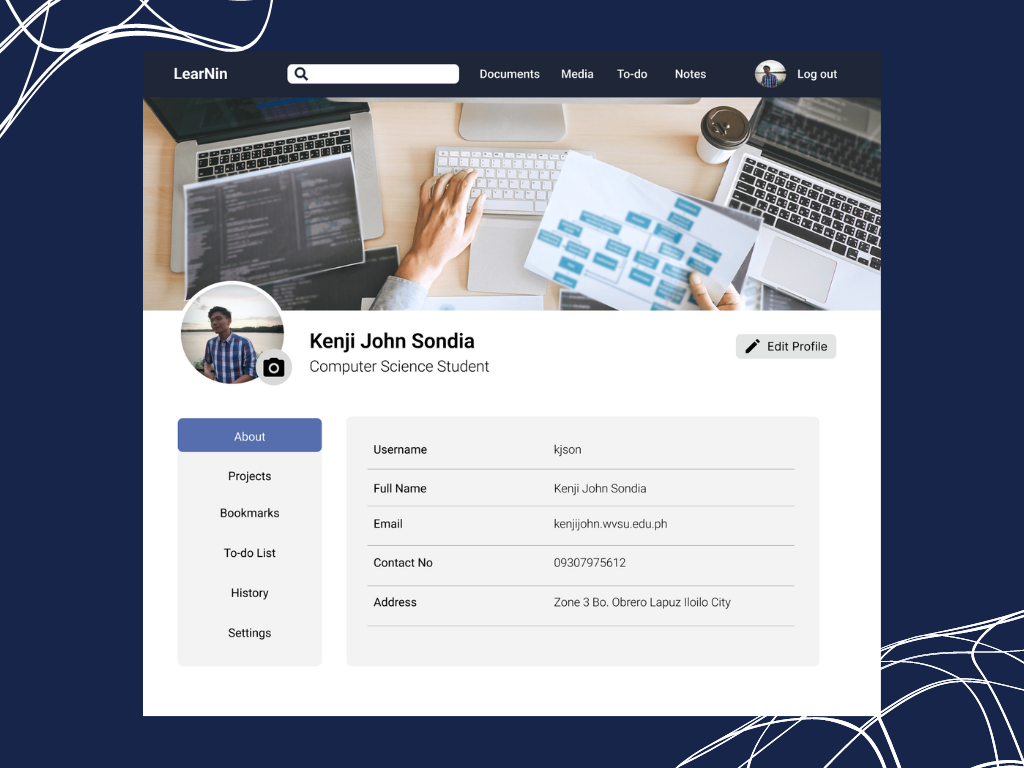 LearNin
Documents Media To-do Notes Log out
Kenji John Sondia
Computer Science Student
Edit Profile
About
Projects
Bookmarks
To-do List
History
Settings
Username kjson
Full Name Kenji John Sondia
Email kenjijohn.wvsu.edu.ph
Contact No 09307975612
Address Zone 3 Bo. Obrero Lapuz Iloilo City